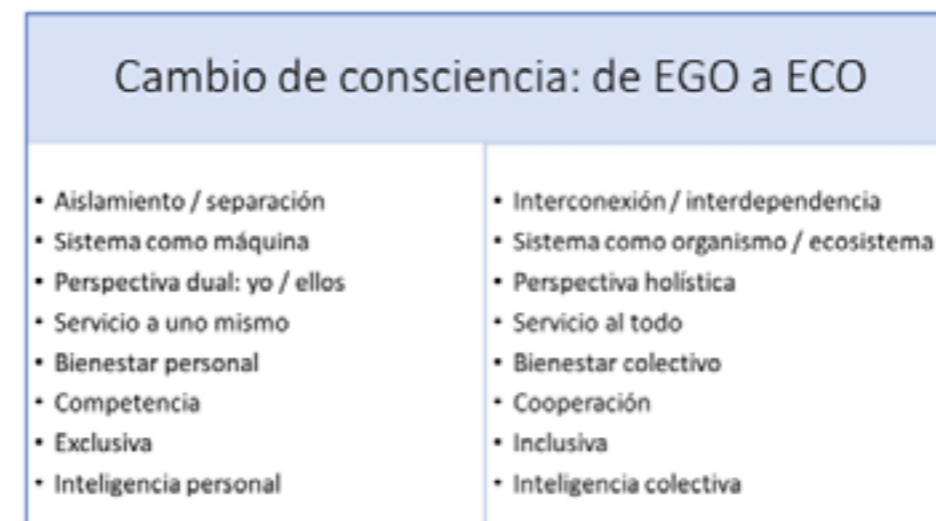 Cambio de consciencia: de EGO a ECO
• Aislamiento / separación
• Sistema como máquina
• Perspectiva dual: yo / ellos
• Servicio a uno mismo
• Bienestar personal
• Competencia
• Exclusiva
• Inteligencia personal
• Interconexión / interdependencia
• Sistema como organismo / ecosistema
• Perspectiva holística
• Servicio al todo
• Bienestar colectivo
• Cooperación
• Inclusiva
• Inteligencia colectiva